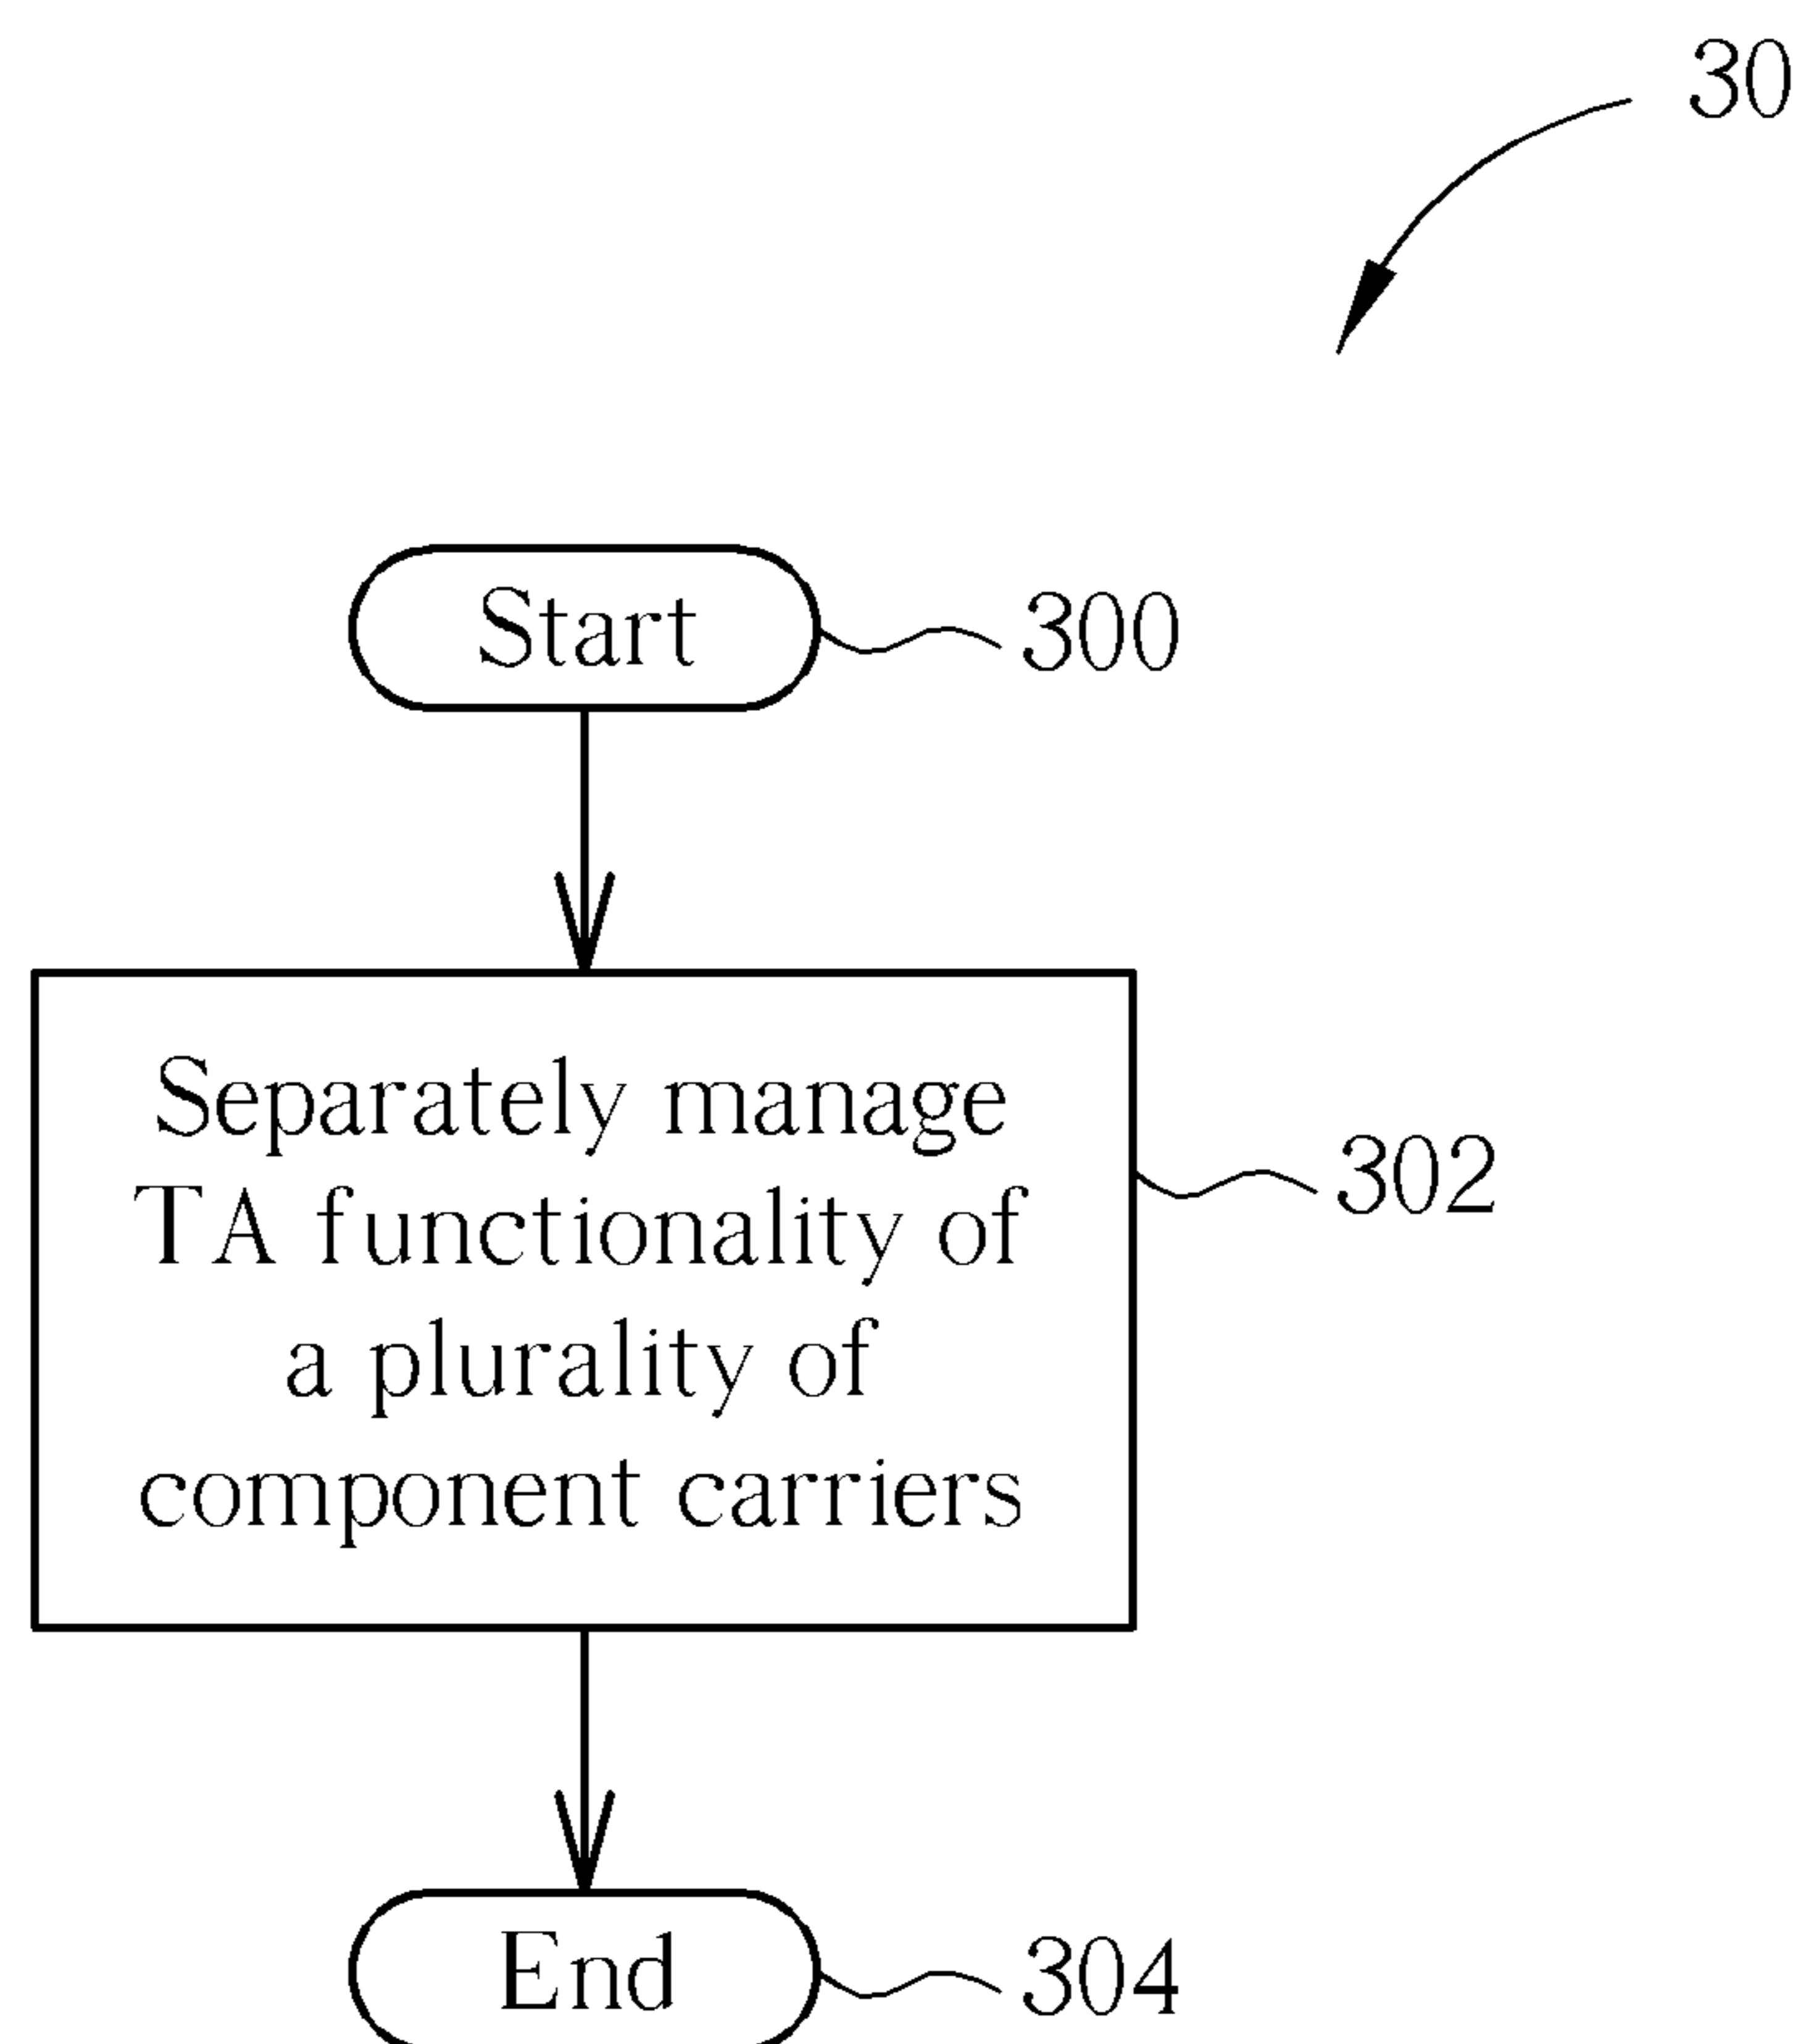 30
Start
300
Separately manage
TA functionality of
a plurality of
component carriers
302
End
304